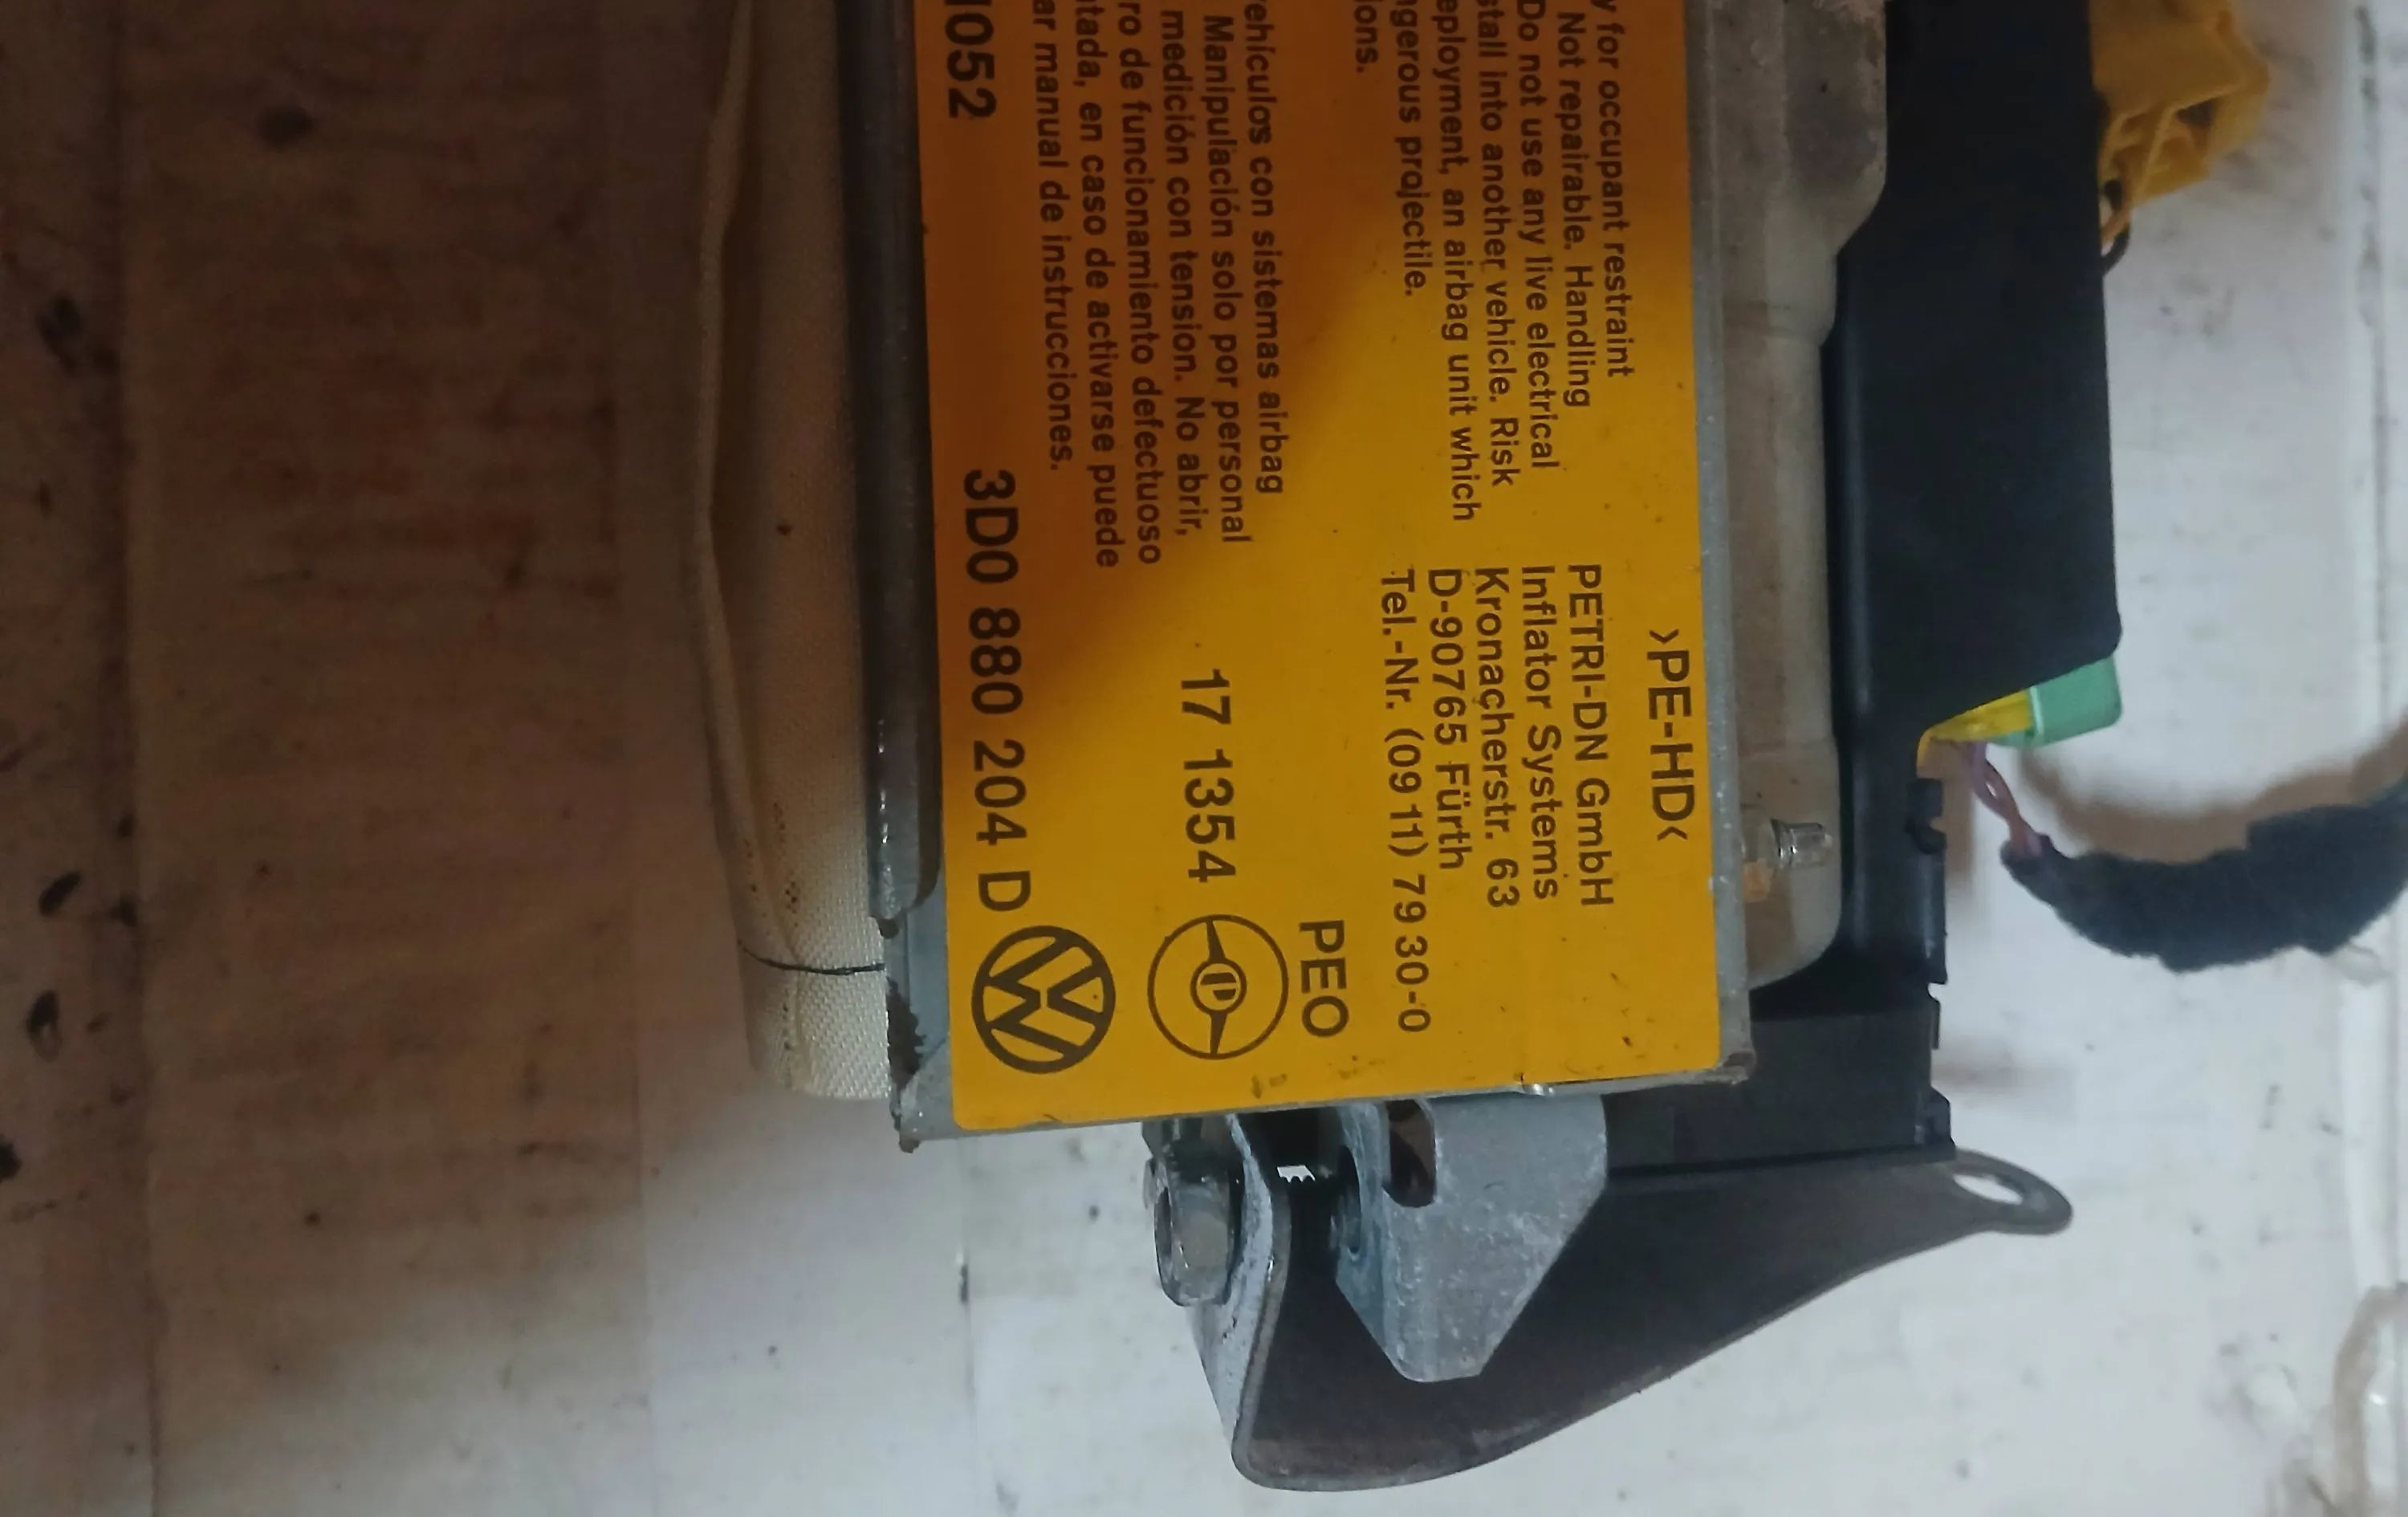 >PE-HD<
y for occupant restraint
Not repairable. Handling
Do not use any live electrical
stall into another vehicle. Risk
eployment, an airbag unit which
ngerous projectile.
ions.
PETRI-DN GmbH
Inflator Systems
Kronacherstr. 63
D-90765 Fürth
Tel.-Nr. (09 11) 79 30-0
PEO
ehículos con sistemas airbag
Manipulación solo por personal
medición con tension. No abrir,
ro de funcionamiento defectuoso
ntada, en caso de activarse puede
ar manual de instrucciones.
17 1354
1052
3D0 880 204 D
VW